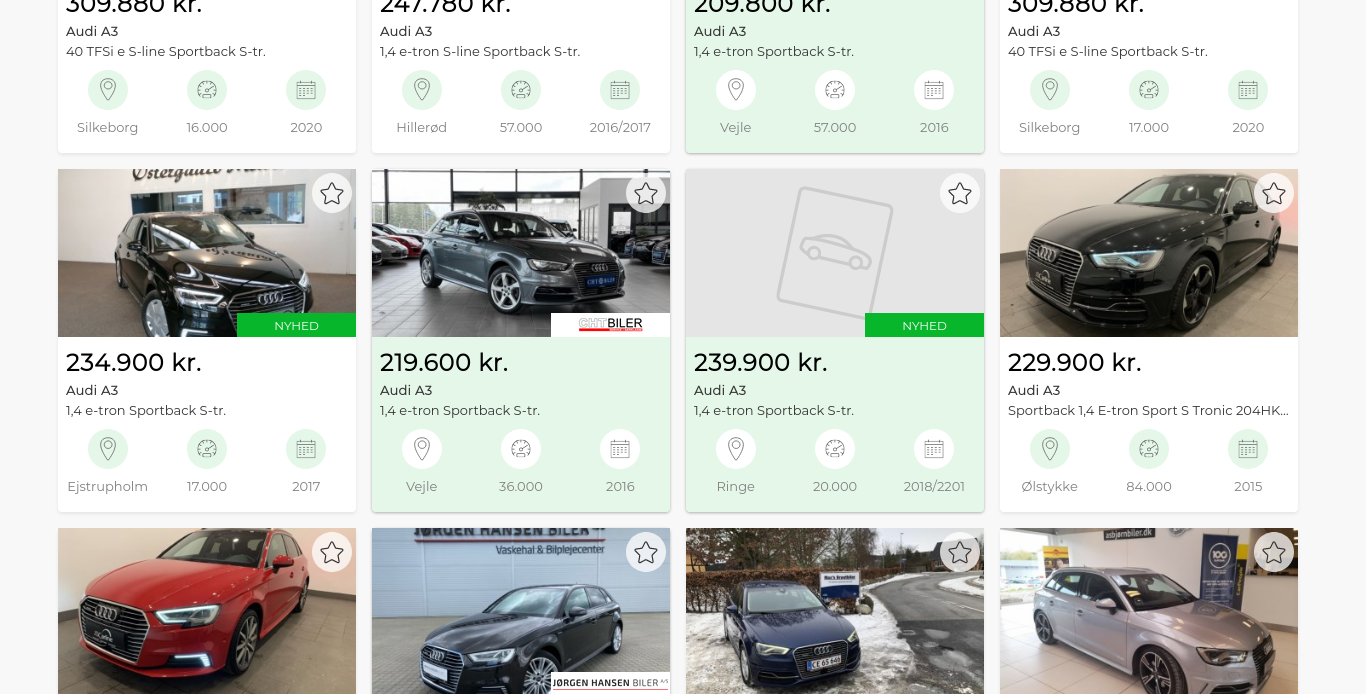 309.880 kr.
Audi A3
40 TFSi e S-line Sportback S-tr.
Silkeborg
16.000
2020
247.780 kr.
Audi A3
1,4 e-tron S-line Sportback S-tr.
Hillerød
57.000
2016/2017
209.800 kr.
Audi A3
1,4 e-tron Sportback S-tr.
Vejle
57.000
2016
309.880 kr.
Audi A3
40 TFSi e S-line Sportback S-tr.
Silkeborg
17.000
2020
NYHED
234.900 kr.
Audi A3
1,4 e-tron Sportback S-tr.
Ejstrupholm
17.000
2017
CHTBILER
219.600 kr.
Audi A3
1,4 e-tron Sportback S-tr.
Vejle
36.000
2016
NYHED
239.900 kr.
Audi A3
1,4 e-tron Sportback S-tr.
Ringe
20.000
2018/2201
229.900 kr.
Audi A3
Sportback 1,4 E-tron Sport S Tronic 204HK...
Ølstykke
84.000
2015
JØRGEN HANSEN BILER
Vaskehal & Bilplejecenter
JØRGEN HANSEN BILER A/S
asbjørnbiler.dk
100